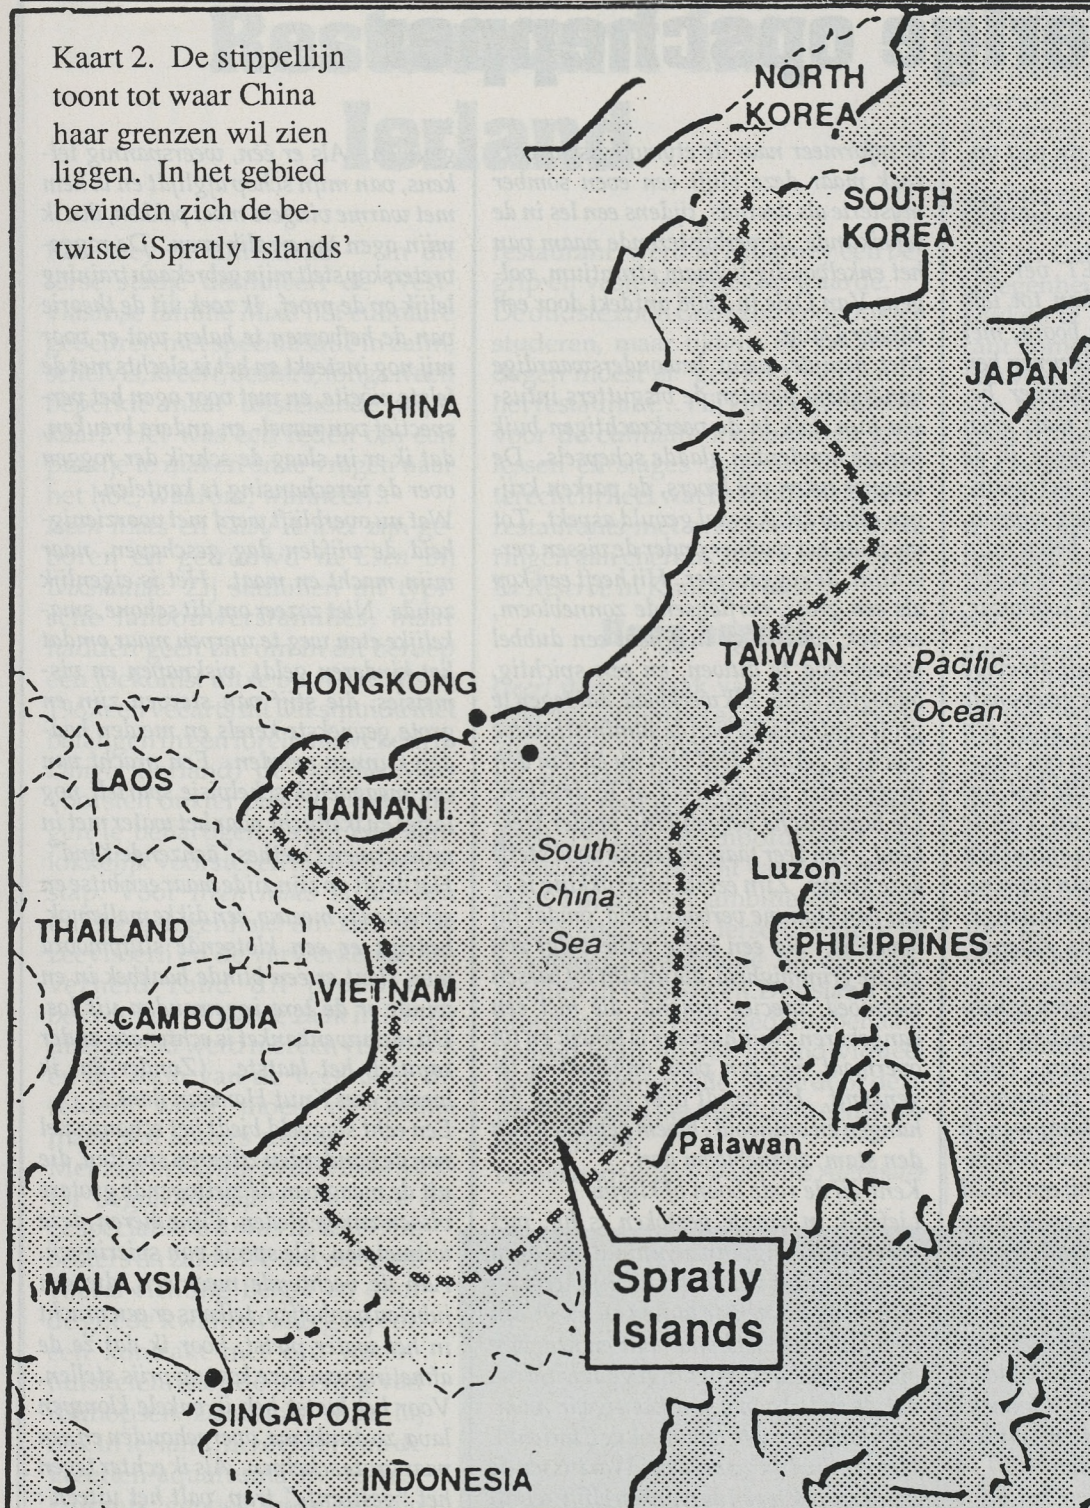 Kaart 2. De stippellijn
toont tot waar China
haar grenzen wil zien
liggen. In het gebied
bevinden zich de be-
twiste ‘Spratly Islands’
NORTH
KOREA
SOUTH
KOREA
JAPAN
CHINA
TAIWAN
Pacific
Ocean
HONGKONG
LAOS
HAINAN I.
South
China
Sea
Luzon
THAILAND
PHILIPPINES
VIETNAM
CAMBODIA
Palawan
MALAYSIA
Spratly
Islands
SINGAPORE
INDONESIA